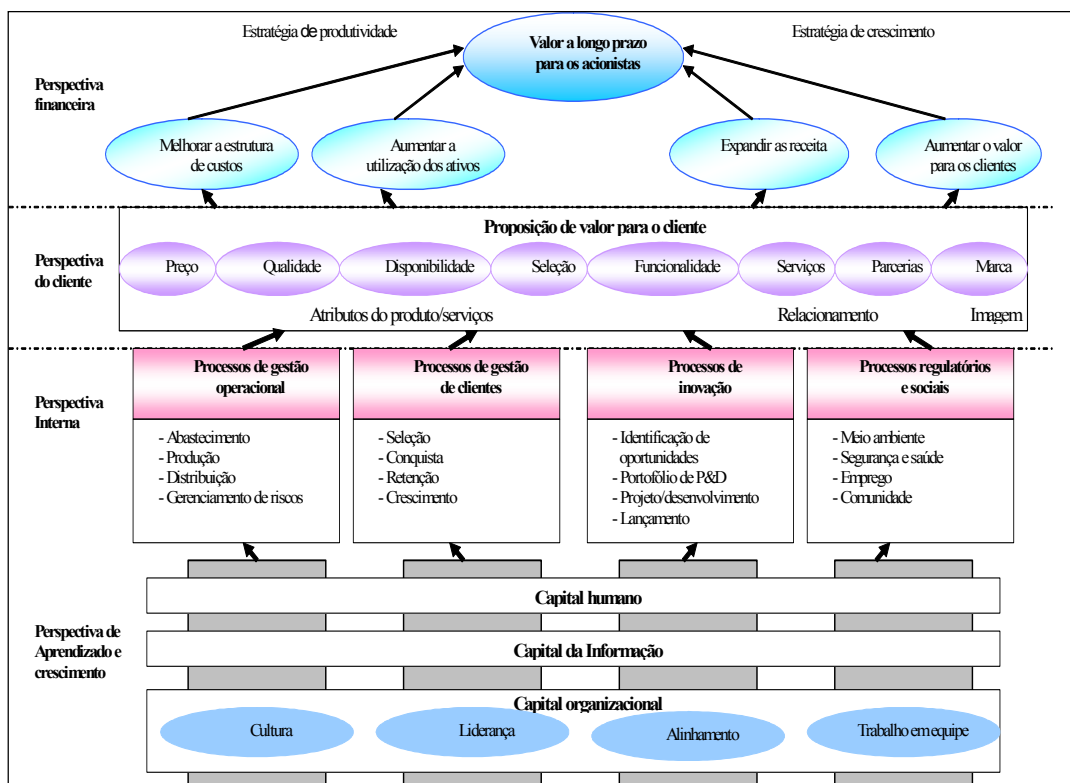 Estratégia de produtividade
Valor a longo prazo
para os acionistas
Estratégia de crescimento
Perspectiva
financeira
Melhorar a estrutura
de custos
Aumentar a
utilização dos ativos
Expandir as receita
Aumentar o valor
para os clientes
Proposição de valor para o cliente
Perspectiva
do cliente
Preço
Qualidade
Disponibilidade
Seleção
Funcionalidade
Serviços
Parcerias
Marca
Atributos do produto/serviços
Relacionamento
Imagem
Perspectiva
Interna
Processos de gestão
operacional
- Abastecimento
- Produção
- Distribuição
- Gerenciamento de riscos
Processos de gestão
de clientes
- Seleção
- Conquista
- Retenção
- Crescimento
Processos de
inovação
- Identificação de
oportunidades
- Portofólio de P&D
- Projeto/desenvolvimento
- Lançamento
Processos regulatórios
e sociais
- Meio ambiente
- Segurança e saúde
- Emprego
- Comunidade
Perspectiva de
Aprendizado e
crescimento
Capital humano
Capital da Informação
Capital organizacional
Cultura
Liderança
Alinhamento
Trabalho em equipe